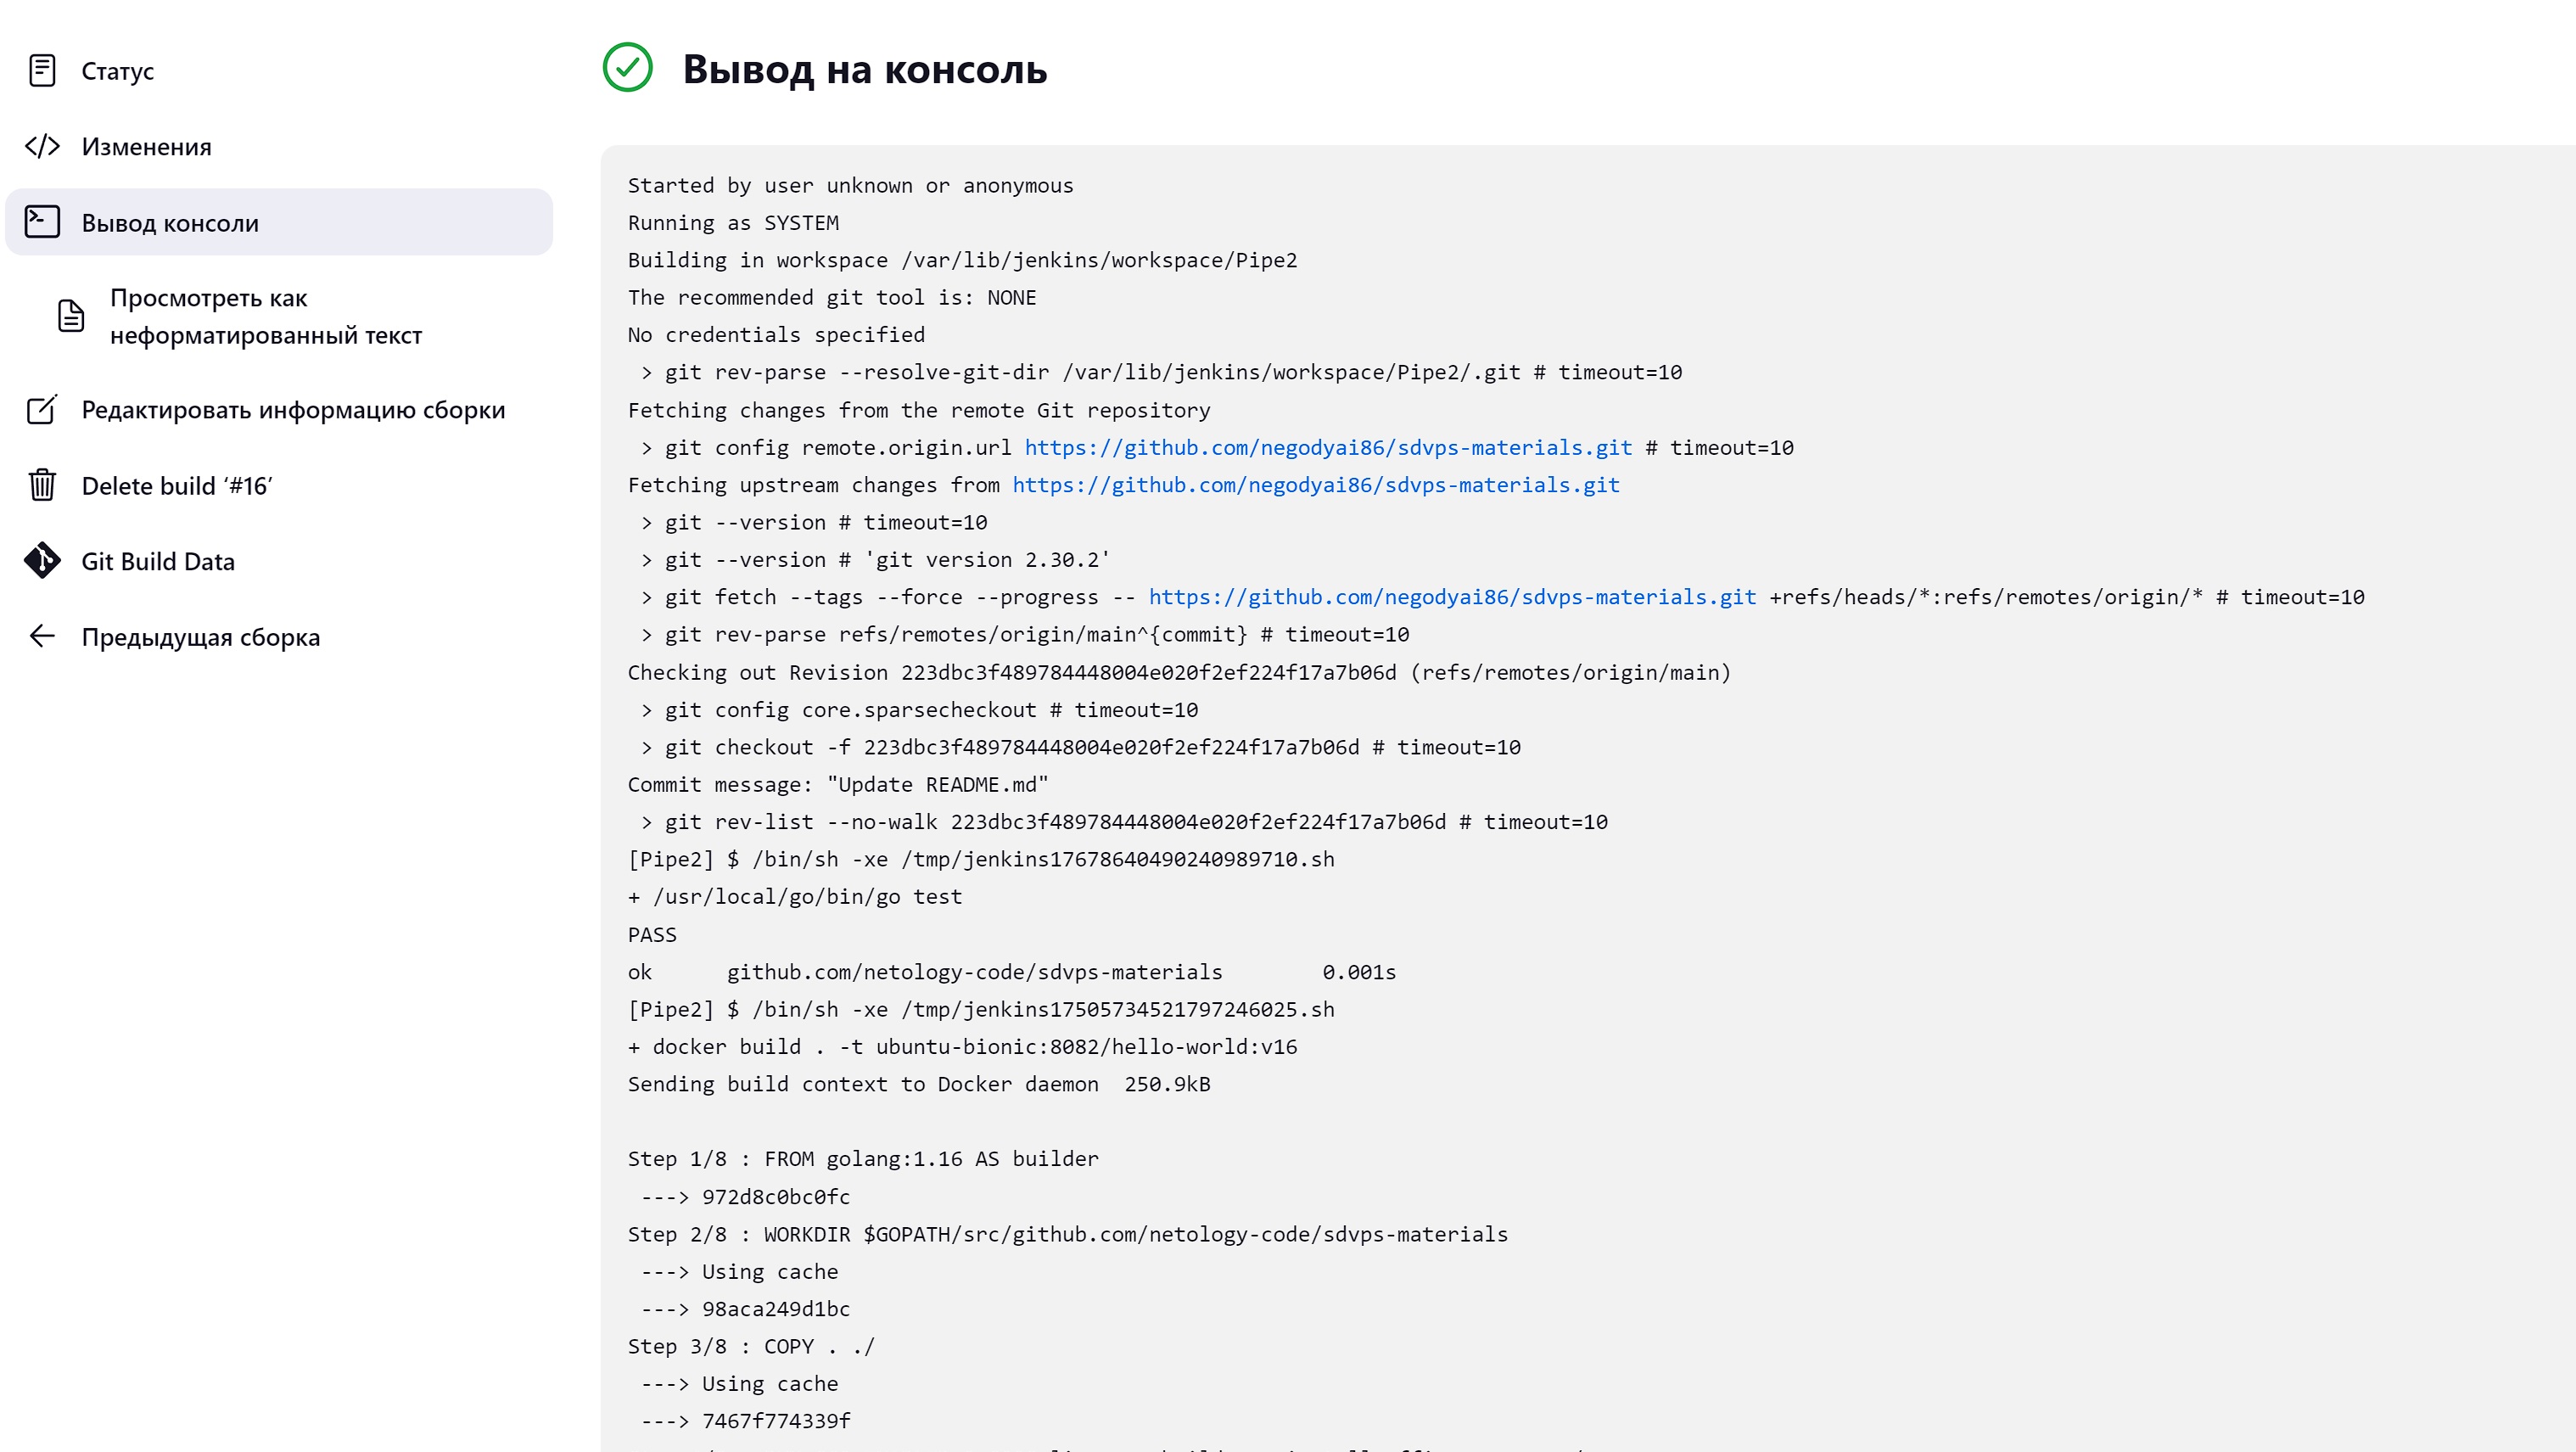 Статус
Изменения
Вывод консоли
Просмотреть как
неформатированный текст
Редактировать информацию сборки
Delete build ‘#16’
Git Build Data
Предыдущая сборка
Вывод на консоль
Started by user unknown or anonymous
Running as SYSTEM
Building in workspace /var/lib/jenkins/workspace/Pipe2
The recommended git tool is: NONE
No credentials specified
 > git rev-parse --resolve-git-dir /var/lib/jenkins/workspace/Pipe2/.git # timeout=10
Fetching changes from the remote Git repository
 > git config remote.origin.url https://github.com/negodyai86/sdvps-materials.git # timeout=10
Fetching upstream changes from https://github.com/negodyai86/sdvps-materials.git
 > git --version # timeout=10
 > git --version # 'git version 2.30.2'
 > git fetch --tags --force --progress -- https://github.com/negodyai86/sdvps-materials.git +refs/heads/*:refs/remotes/origin/* # timeout=10
 > git rev-parse refs/remotes/origin/main^{commit} # timeout=10
Checking out Revision 223dbc3f489784448004e020f2ef224f17a7b06d (refs/remotes/origin/main)
 > git config core.sparsecheckout # timeout=10
 > git checkout -f 223dbc3f489784448004e020f2ef224f17a7b06d # timeout=10
Commit message: "Update README.md"
 > git rev-list --no-walk 223dbc3f489784448004e020f2ef224f17a7b06d # timeout=10
[Pipe2] $ /bin/sh -xe /tmp/jenkins17678640490240989710.sh
+ /usr/local/go/bin/go test
PASS
ok github.com/netology-code/sdvps-materials 0.001s
[Pipe2] $ /bin/sh -xe /tmp/jenkins17505734521797246025.sh
+ docker build . -t ubuntu-bionic:8082/hello-world:v16
Sending build context to Docker daemon  250.9kB
Step 1/8 : FROM golang:1.16 AS builder
 ---> 972d8c0bc0fc
Step 2/8 : WORKDIR $GOPATH/src/github.com/netology-code/sdvps-materials
 ---> Using cache
 ---> 98aca249d1bc
Step 3/8 : COPY . ./
 ---> Using cache
 ---> 7467f774339f